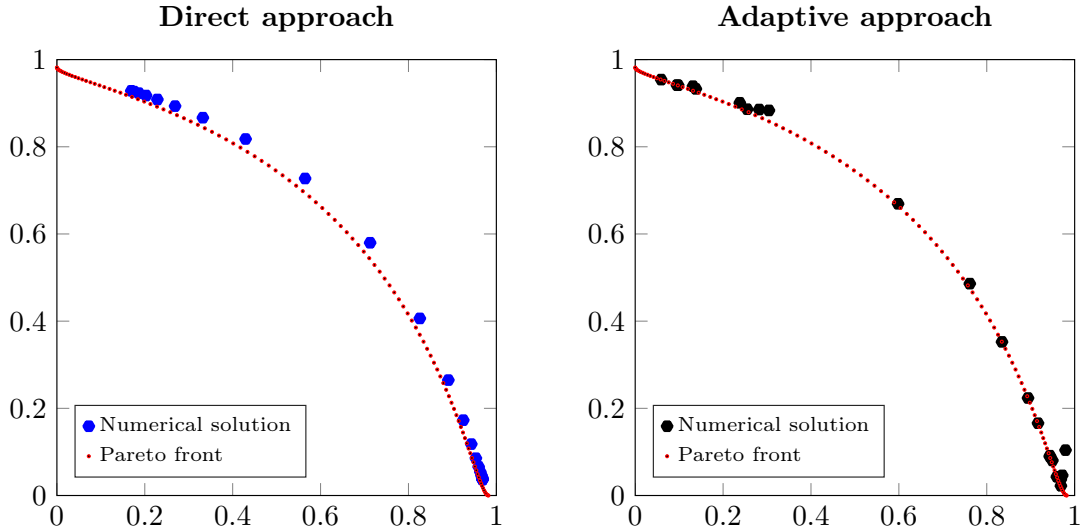 Direct approach
1
0.8
0.6
0.4
0.2
0
0 0.2 0.4 0.6 0.8 1
Numerical solution
Pareto front
Adaptive approach
1
0.8
0.6
0.4
0.2
0
0 0.2 0.4 0.6 0.8 1
Numerical solution
Pareto front